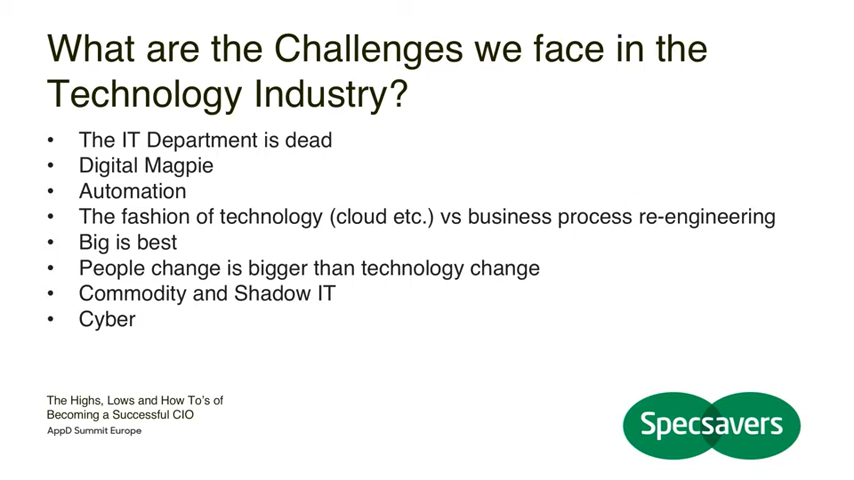 What are the Challenges we face in the
Technology Industry?
• The IT Department is dead
• Digital Magpie
• Automation
• The fashion of technology (cloud etc.) vs business process re-engineering
• Big is best
• People change is bigger than technology change
• Commodity and Shadow IT
• Cyber
The Highs, Lows and How To's of
Becoming a Successful CIO
AppD Summit Europe
Specsavers